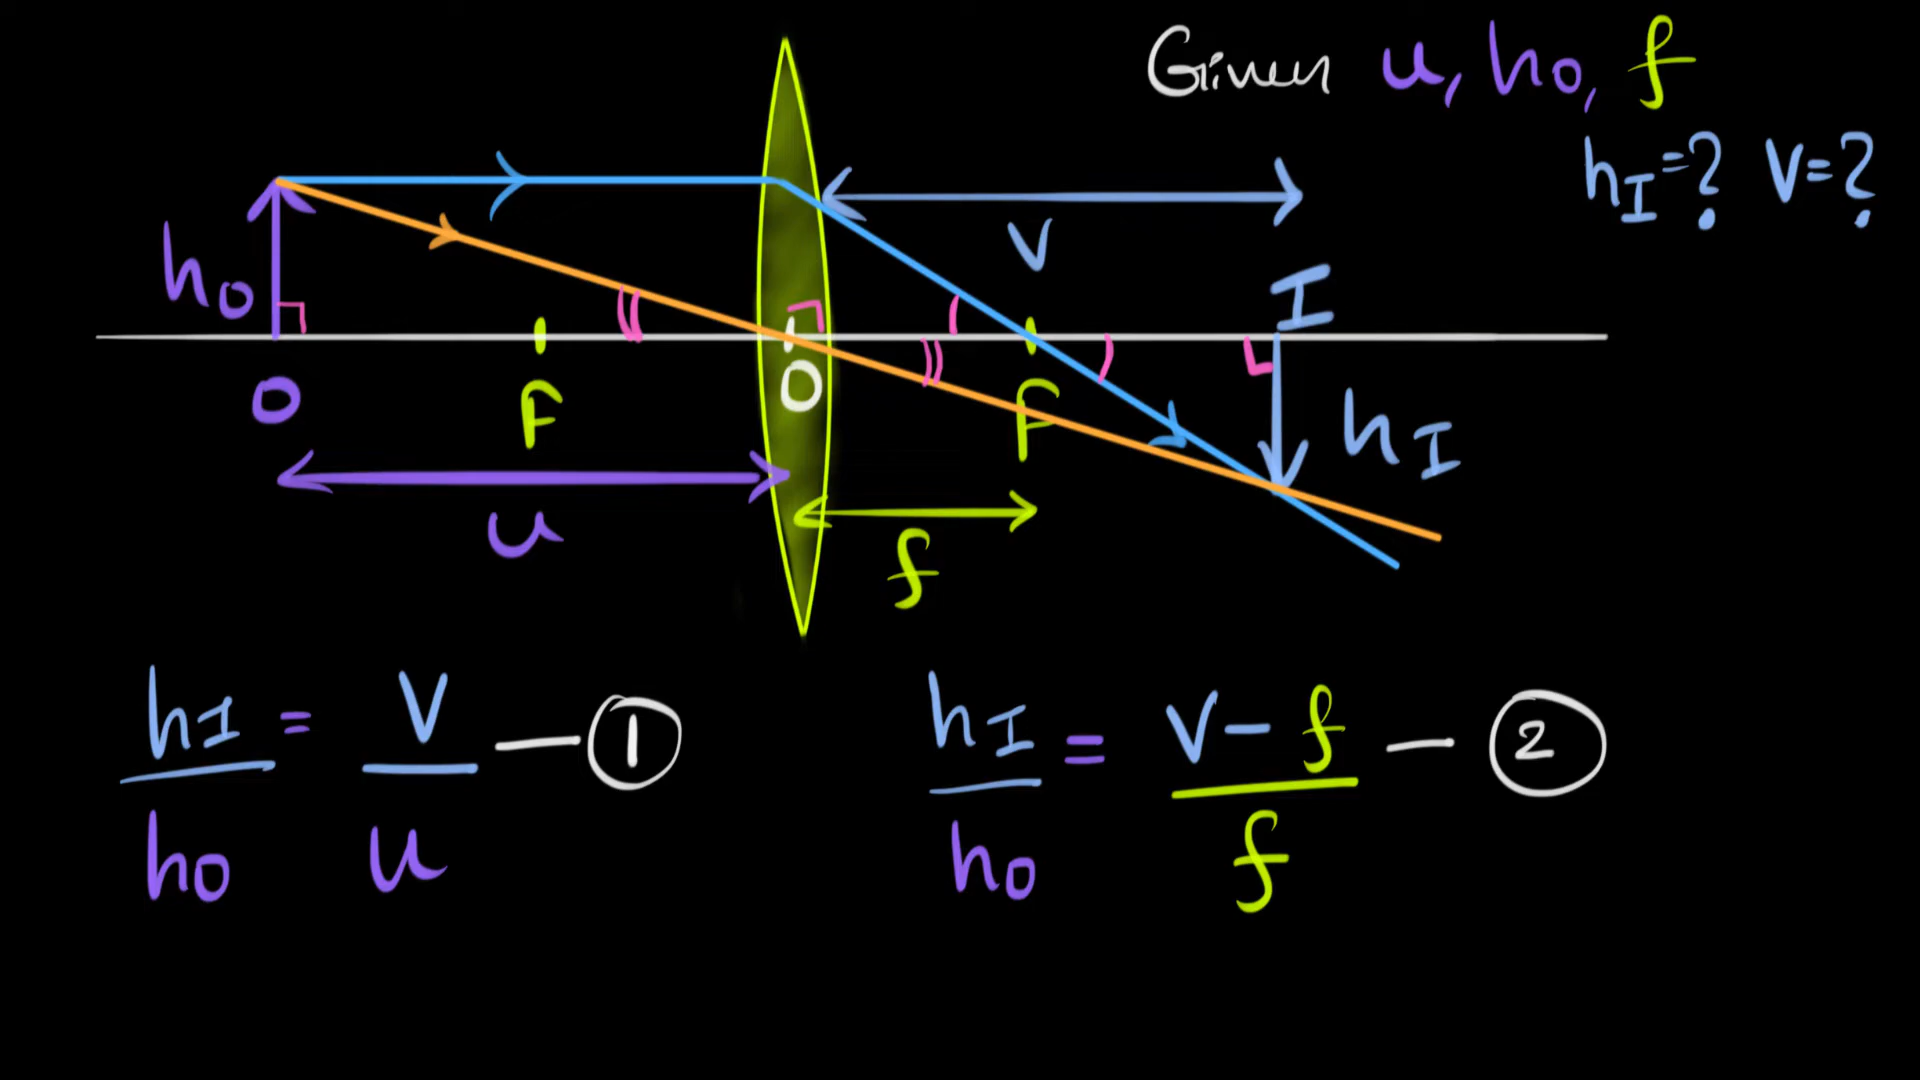 Given u, ho, f
hI=? v=?
v
I
ho
O
F
O
F
hI
u
f
hI/ho = v/u — ①
hI/ho = v-f/f — ②